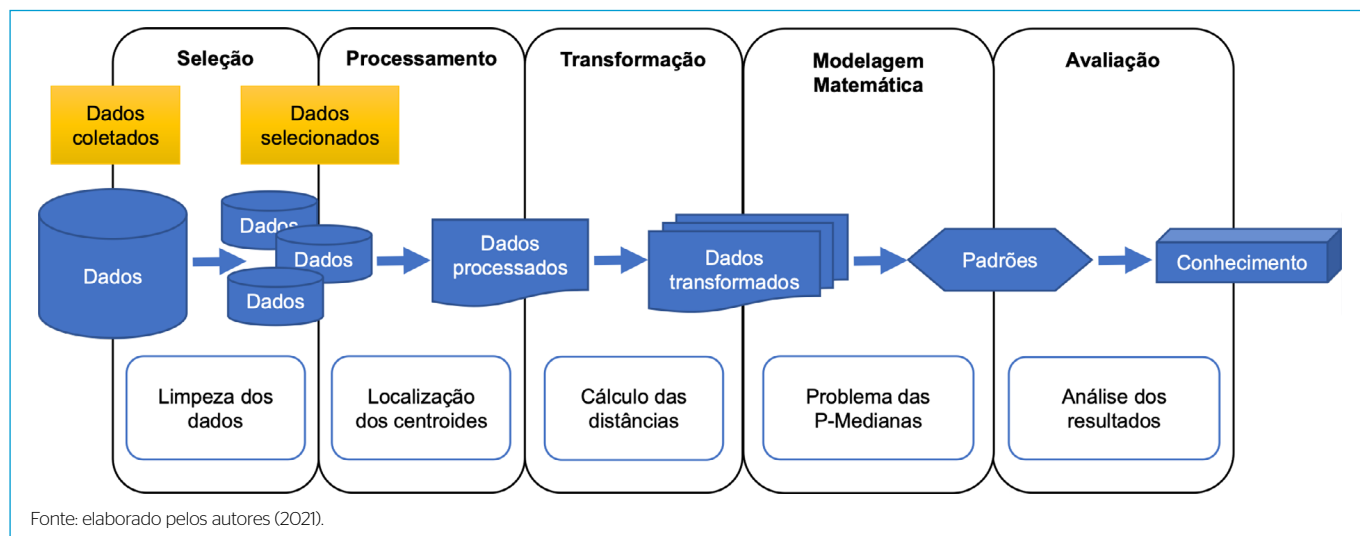 Seleção
Processamento
Transformação
Modelagem
Matemática
Avaliação
Dados
coletados
Dados
selecionados
Dados
Dados
Dados
Dados
Dados
processados
Dados
transformados
Padrões
Conhecimento
Limpeza dos
dados
Localização
dos centroides
Cálculo das
distâncias
Problema das
P-Medianas
Análise dos
resultados
Fonte: elaborado pelos autores (2021).